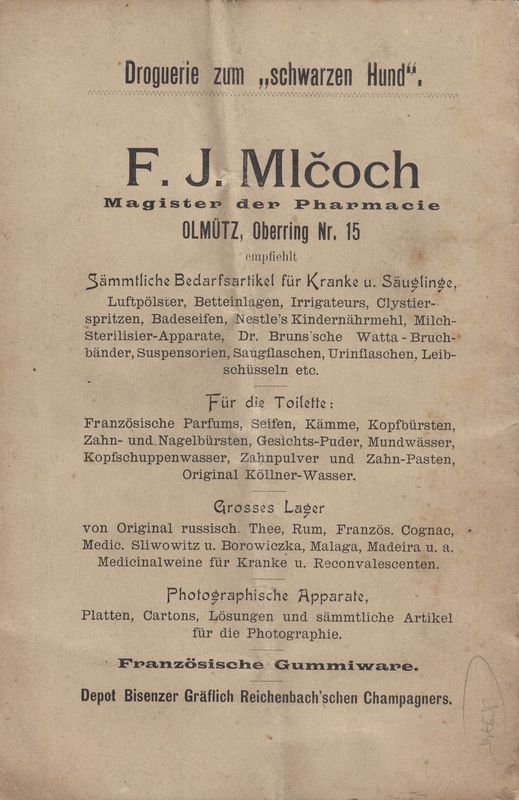 Droguerie zum „schwarzen Hund“.
F. J. Mlčoch
Magister der Pharmacie
OLMÜTZ, Oberring Nr. 15
empfiehlt
Sämmtliche Bedarfsartikel für Kranke u. Säuglinge,
Luftpölster, Betteinlagen, Irrigateurs, Clystier-
spritzen, Badeseifen, Nestle's Kindernährmehl, Milch-
Sterilisier-Apparate, Dr. Bruns'sche Watta-Bruch-
bänder, Suspensorien, Saugflaschen, Urinflaschen, Leib-
schüsseln etc.
Für die Toilette:
Französische Parfums, Seifen, Kämme, Kopfbürsten,
Zahn- und Nagelbürsten, Gesichts-Puder, Mundwässer,
Kopfschuppenwasser, Zahnpulver und Zahn-Pasten,
Original Köllner-Wasser.
Grosses Lager
von Original russisch. Thee, Rum, Französ. Cognac,
Medic. Sliwowitz u. Borowiczka, Malaga, Madeira u. a.
Medicinalweine für Kranke u. Reconvalescenten.
Photographische Apparate,
Platten, Cartons, Lösungen und sämmtliche Artikel
für die Photographie.
Französische Gummiware.
Depot Bisenzer Gräflich Reichenbach'schen Champagners.